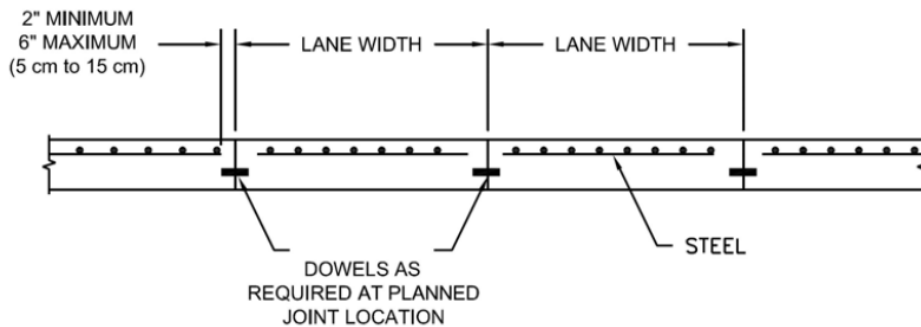 2" MINIMUM
6" MAXIMUM
(5 cm to 15 cm)
LANE WIDTH
LANE WIDTH
STEEL
DOWELS AS
REQUIRED AT PLANNED
JOINT LOCATION